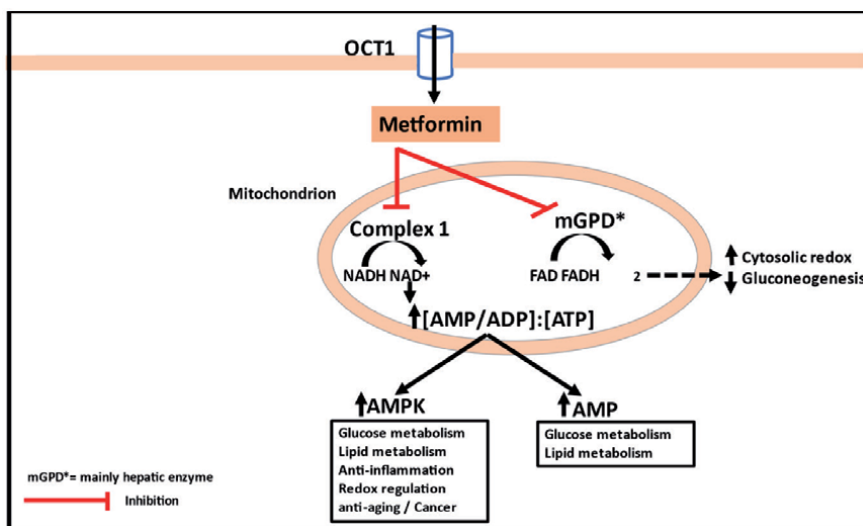 OCT1
Metformin
Mitochondrion
Complex 1
mGPD*
NADH NAD+
FAD FADH 2
Cytosolic redox
Gluconeogenesis
[AMP/ADP]:[ATP]
AMPK
AMP
Glucose metabolism
Lipid metabolism
Anti-inflammation
Redox regulation
anti-aging / Cancer
Glucose metabolism
Lipid metabolism
mGPD*= mainly hepatic enzyme
Inhibition